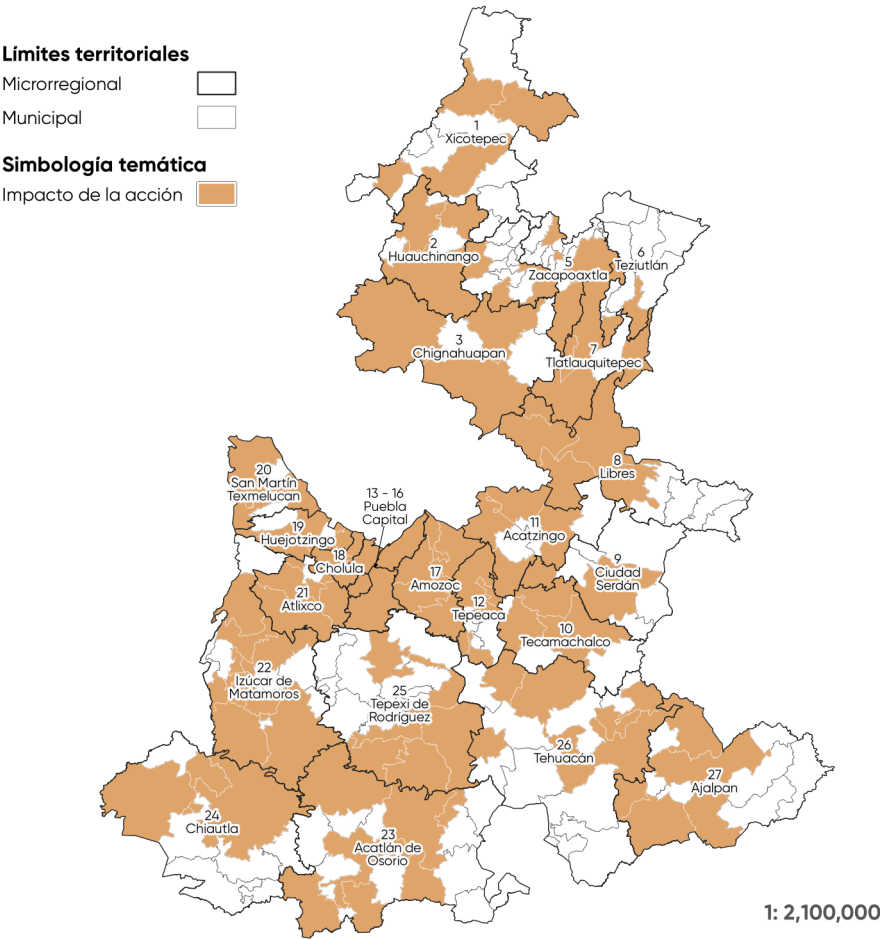 Límites territoriales
Microrregional
Municipal
Simbología temática
Impacto de la acción
1
Xicotepec
2
Huauchinango
3
Chignahuapan
5
Zacapoaxtla
6
Teziutlán
7
Tlatlauquitepec
8
Libres
20
San Martín
Texmelucan
13 - 16
Puebla
Capital
19
Huejotzingo
18
Cholula
11
Acatzingo
9
Ciudad
Serdán
17
Amozoc
21
Atlixco
12
Tepeaca
10
Tecamachalco
22
Izúcar de
Matamoros
25
Tepexi de
Rodríguez
26
Tehuacán
27
Ajalpan
24
Chiautla
23
Acatlán de
Osorio
1: 2,100,000